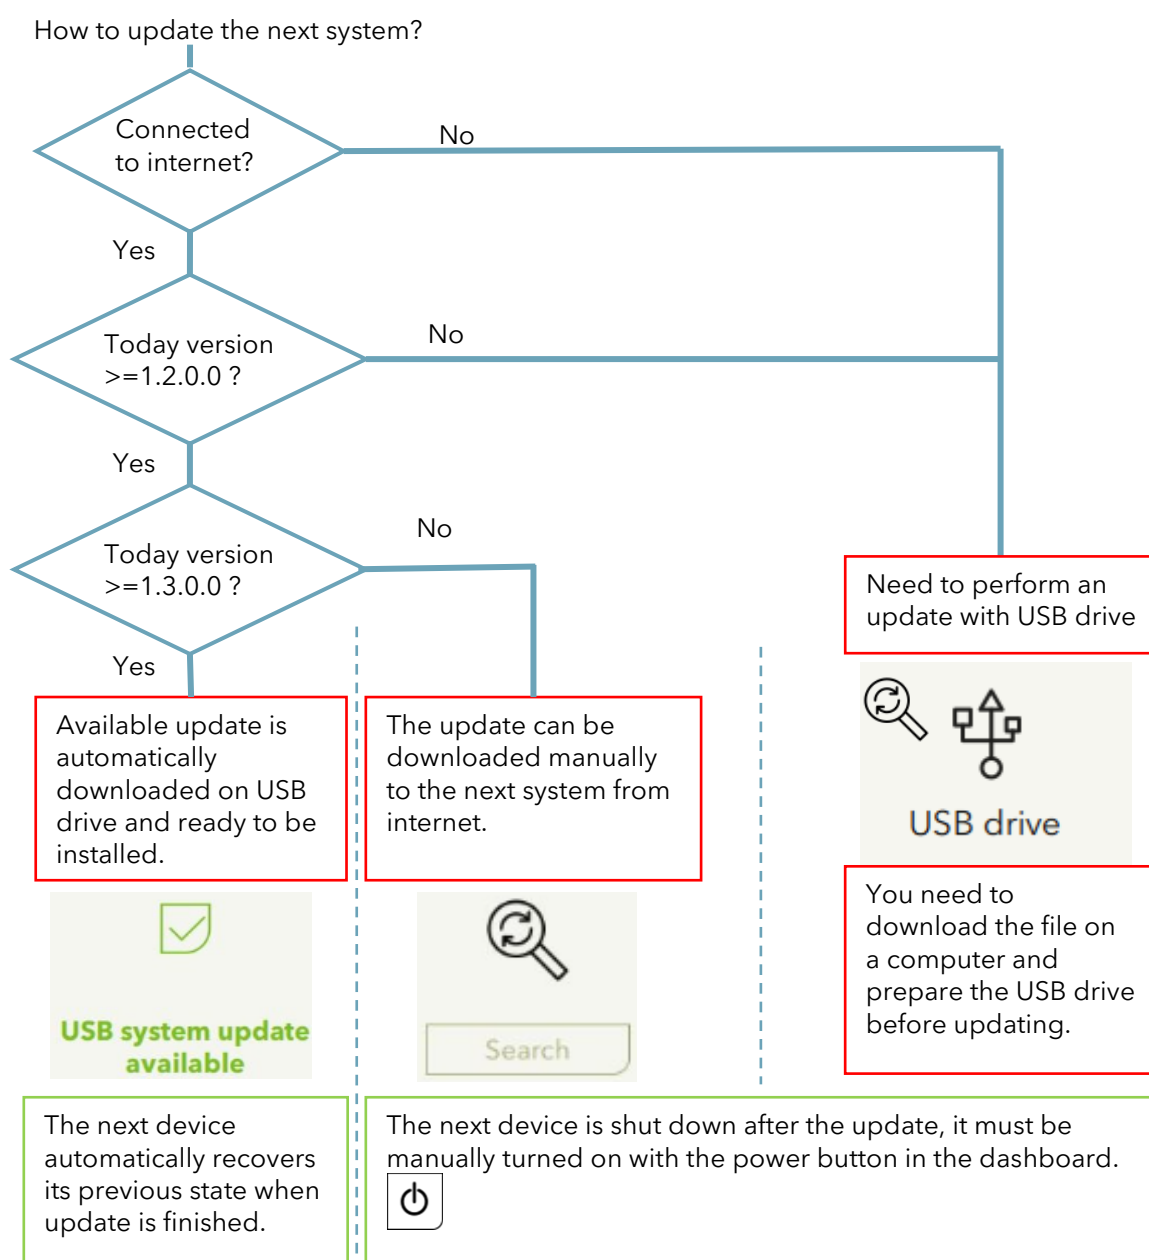 How to update the next system?
Connected
to internet?
No
Yes
Today version
>=1.2.0.0 ?
No
Yes
Today version
>=1.3.0.0 ?
No
Yes
Need to perform an
update with USB drive
USB drive
You need to
download the file on
a computer and
prepare the USB drive
before updating.
Available update is
automatically
downloaded on USB
drive and ready to be
installed.
The update can be
downloaded manually
to the next system from
internet.
USB system update
available
Search
The next device
automatically recovers
its previous state when
update is finished.
The next device is shut down after the update, it must be
manually turned on with the power button in the dashboard.